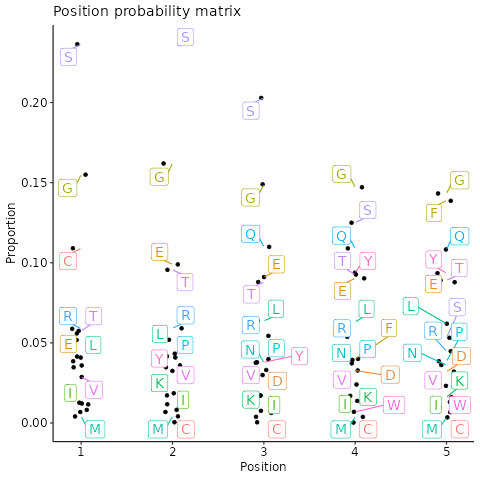 Position probability matrix
S
S
S
G
G
G
G
G
S
F
C
E
T
Q
E
T
Q
T
Y
E
Q
Y
T
E
R
T
E
L
R
L
P
L
R
N
P
Y
L
R
F
N
P
L
S
R
P
N
D
I
V
M
Y
K
V
I
M
C
D
K
I
M
C
V
D
K
I
W
M
C
V
K
I
W
M
C
0.00
0.05
0.10
0.15
0.20
1
2
3
4
5
Position
Proportion